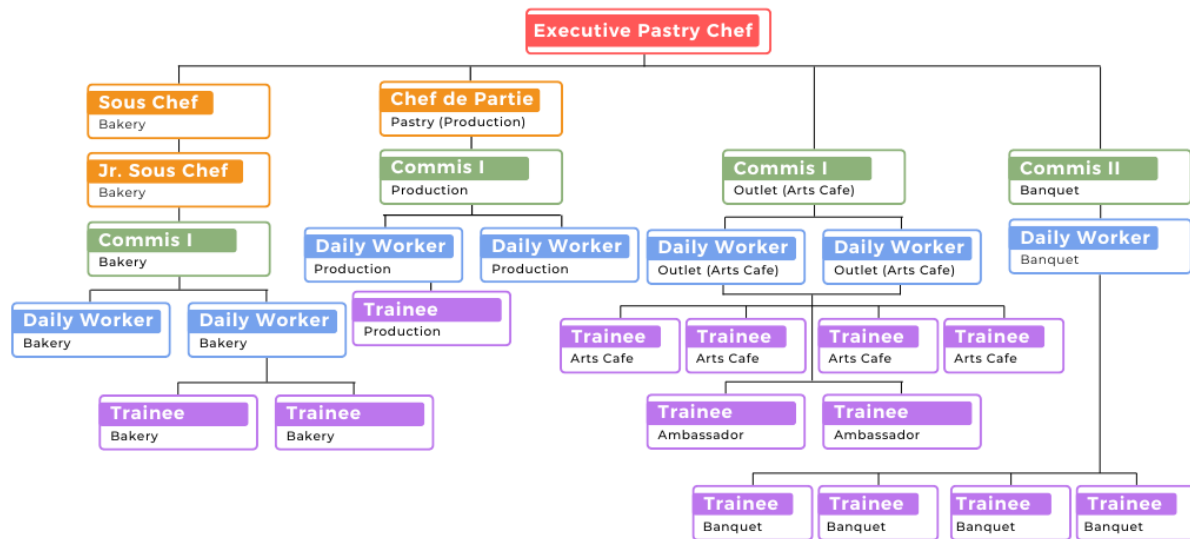 Executive Pastry Chef
Sous Chef
Bakery
Jr. Sous Chef
Bakery
Commis I
Bakery
Daily Worker
Bakery
Daily Worker
Bakery
Trainee
Bakery
Trainee
Bakery
Chef de Partie
Pastry (Production)
Commis I
Production
Daily Worker
Production
Daily Worker
Production
Trainee
Production
Commis I
Outlet (Arts Cafe)
Daily Worker
Outlet (Arts Cafe)
Daily Worker
Outlet (Arts Cafe)
Trainee
Arts Cafe
Trainee
Arts Cafe
Trainee
Arts Cafe
Trainee
Arts Cafe
Trainee
Ambassador
Trainee
Ambassador
Commis II
Banquet
Daily Worker
Banquet
Trainee
Banquet
Trainee
Banquet
Trainee
Banquet
Trainee
Banquet